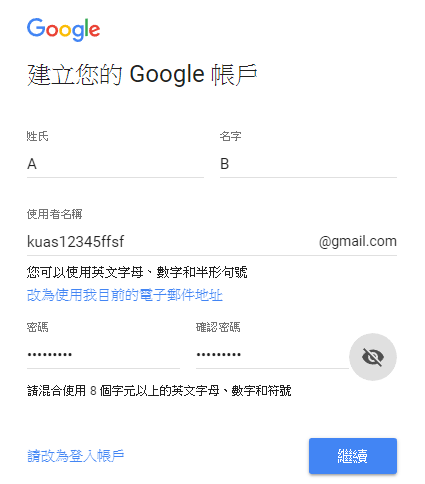 Google
建立您的 Google 帳戶
姓氏 名字
A B
使用者名稱
kuas12345ffsf @gmail.com
您可以使用英文字母、數字和半形句號
改為使用我目前的電子郵件地址
密碼 確認密碼
••••••••• •••••••••
請混合使用 8 個字元以上的英文字母、數字和符號
請改為登入帳戶 繼續